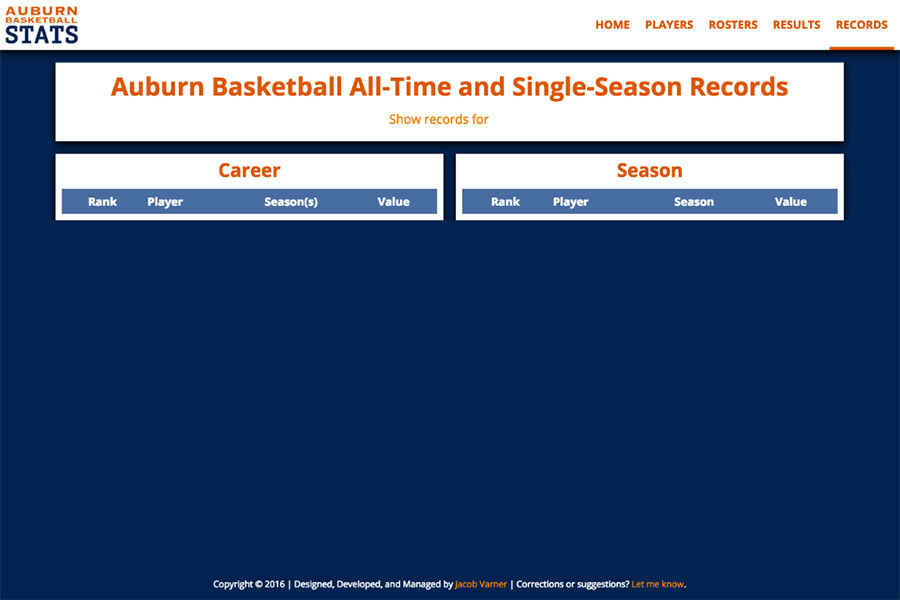 AUBURN
BASKETBALL
STATS
HOME PLAYERS ROSTERS RESULTS RECORDS
Auburn Basketball All-Time and Single-Season Records
Show records for
Career
Rank Player Season(s) Value
Season
Rank Player Season Value
Copyright © 2016 | Designed, Developed, and Managed by Jacob Varner | Corrections or suggestions? Let me know.